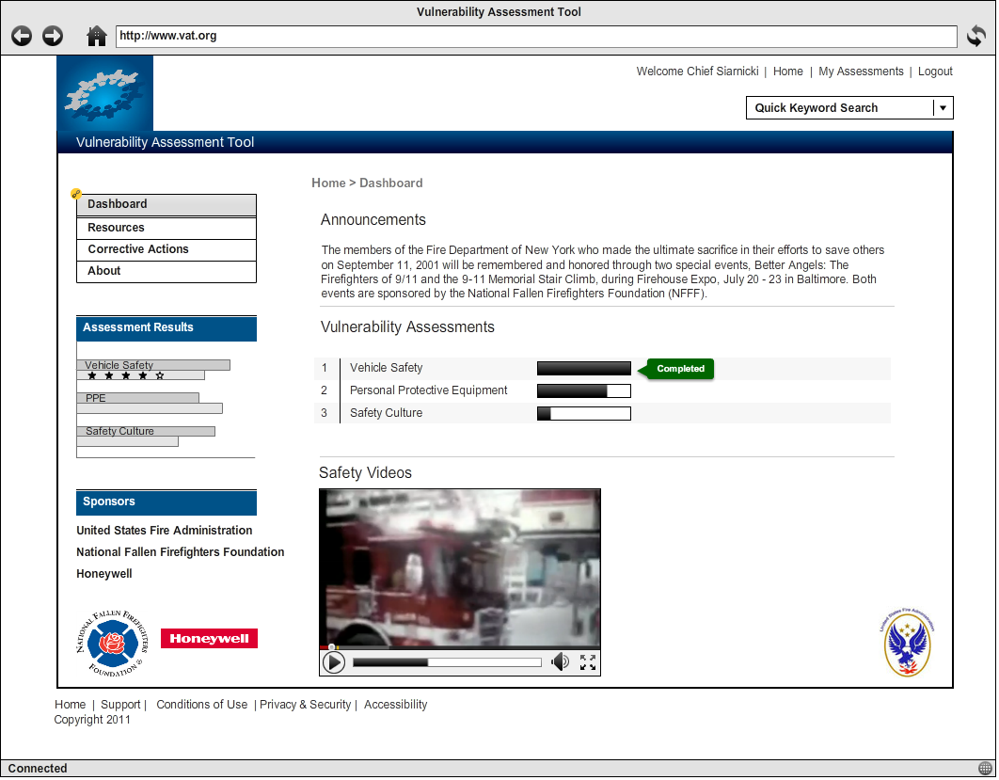 Vulnerability Assessment Tool
http://www.vat.org
Welcome Chief Siarnicki | Home | My Assessments | Logout
Quick Keyword Search
Vulnerability Assessment Tool
Home > Dashboard
Dashboard
Resources
Corrective Actions
About
Announcements
The members of the Fire Department of New York who made the ultimate sacrifice in their efforts to save others
on September 11, 2001 will be remembered and honored through two special events, Better Angels: The
Firefighters of 9/11 and the 9-11 Memorial Stair Climb, during Firehouse Expo, July 20 - 23 in Baltimore. Both
events are sponsored by the National Fallen Firefighters Foundation (NFFF).
Assessment Results
Vehicle Safety
PPE
Safety Culture
Vulnerability Assessments
1 Vehicle Safety Completed
2 Personal Protective Equipment
3 Safety Culture
Safety Videos
Sponsors
United States Fire Administration
National Fallen Firefighters Foundation
Honeywell
NATIONAL FALLEN FIREFIGHTERS
FOUNDATION ®
Honeywell
United States Fire Administration
Home | Support | Conditions of Use | Privacy & Security | Accessibility
Copyright 2011
Connected